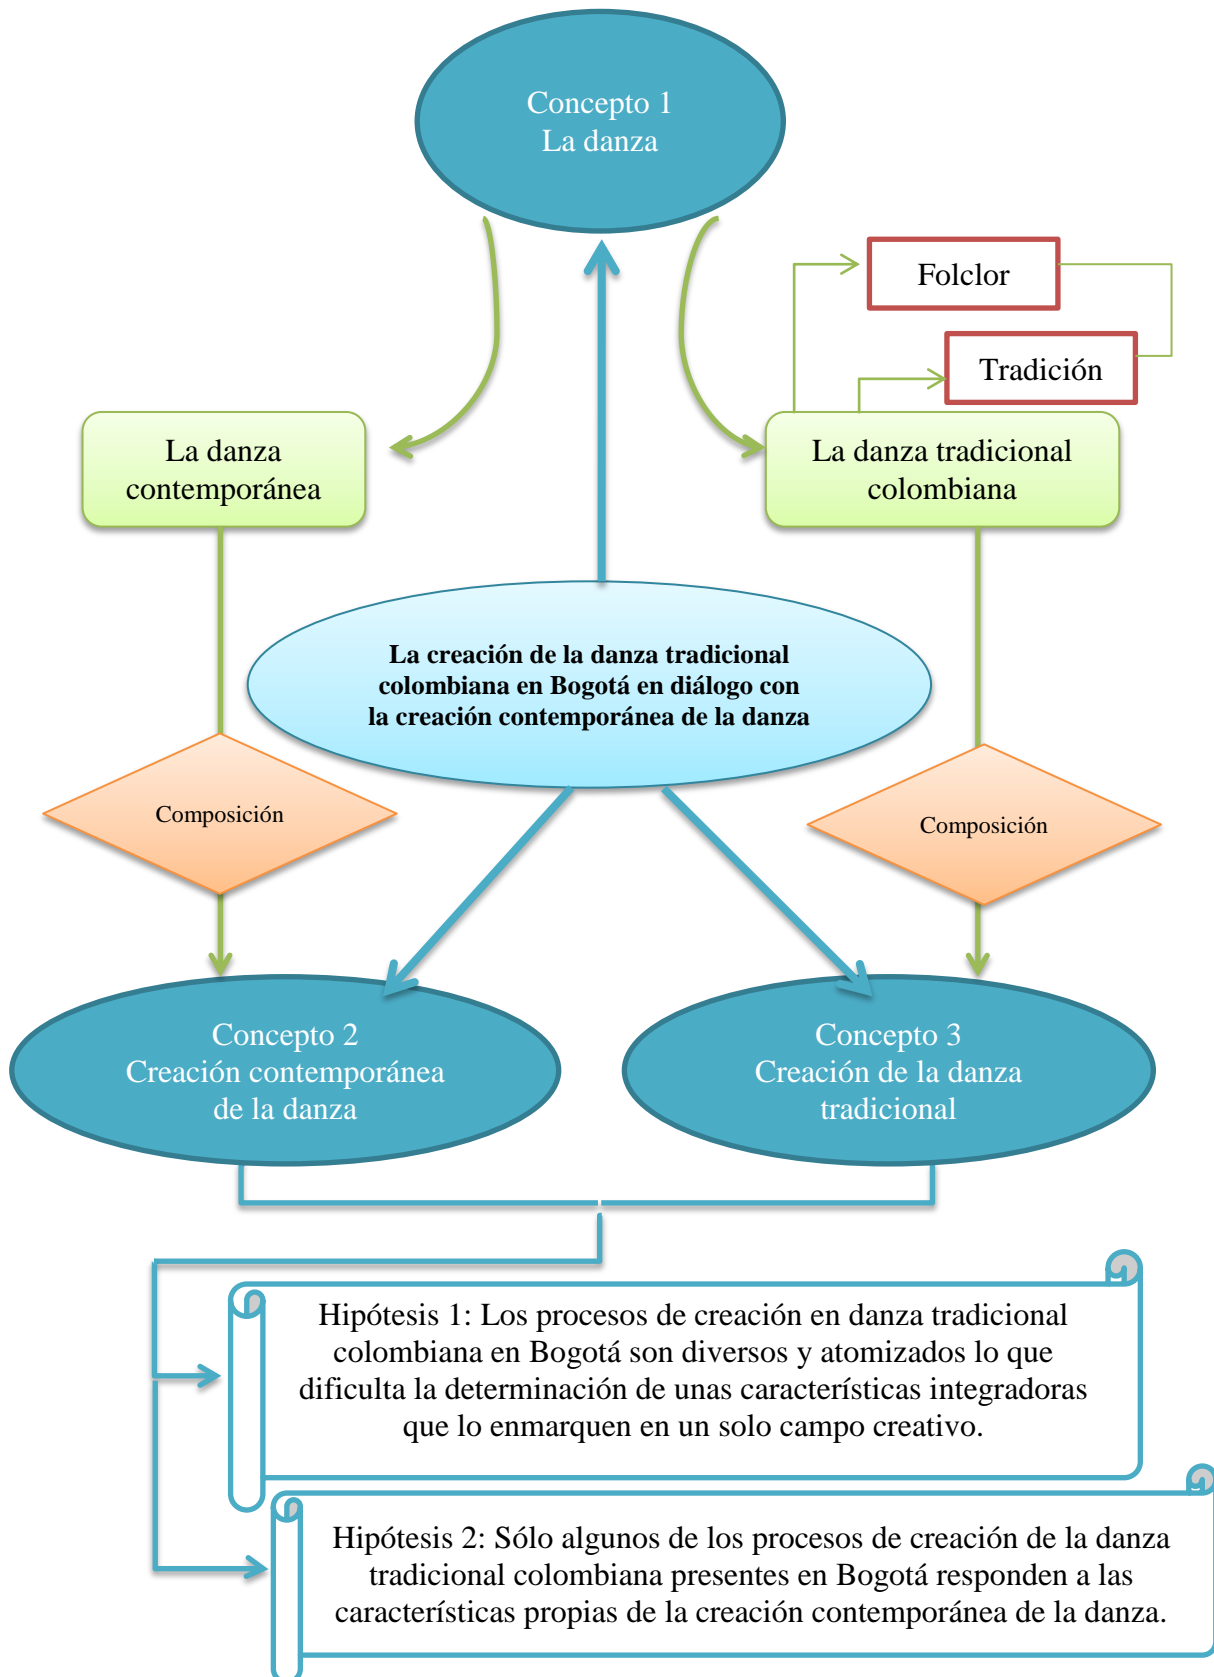 Concepto 1
La danza
Folclor
Tradición
La danza
contemporánea
La danza tradicional
colombiana
La creación de la danza tradicional
colombiana en Bogotá en diálogo con
la creación contemporánea de la danza
Composición
Composición
Concepto 2
Creación contemporánea
de la danza
Concepto 3
Creación de la danza
tradicional
Hipótesis 1: Los procesos de creación en danza tradicional
colombiana en Bogotá son diversos y atomizados lo que
dificulta la determinación de unas características integradoras
que lo enmarquen en un solo campo creativo.
Hipótesis 2: Sólo algunos de los procesos de creación de la danza
tradicional colombiana presentes en Bogotá responden a las
características propias de la creación contemporánea de la danza.